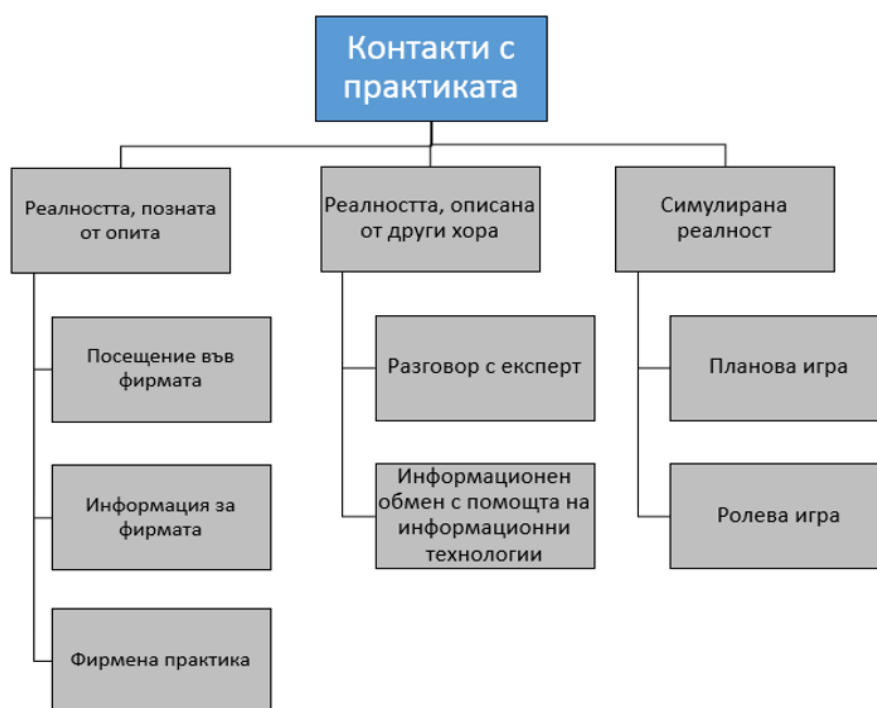 Контакти с
практиката
Реалността, позната
от опита
Реалността, описана
от други хора
Симулирана
реалност
Посещение във
фирмата
Разговор с експерт
Планова игра
Информация за
фирмата
Информационен
обмен с помощта на
информационни
технологии
Ролева игра
Фирмена практика